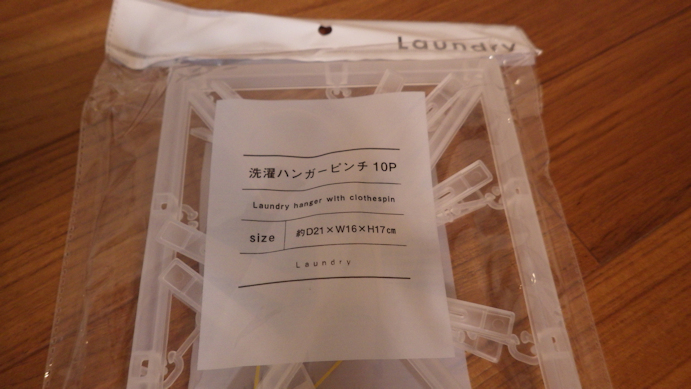 Laundry
洗濯ハンガーピンチ 10P
Laundry hanger with clothespin
size 約D21×W16×H17㎝
Laundry